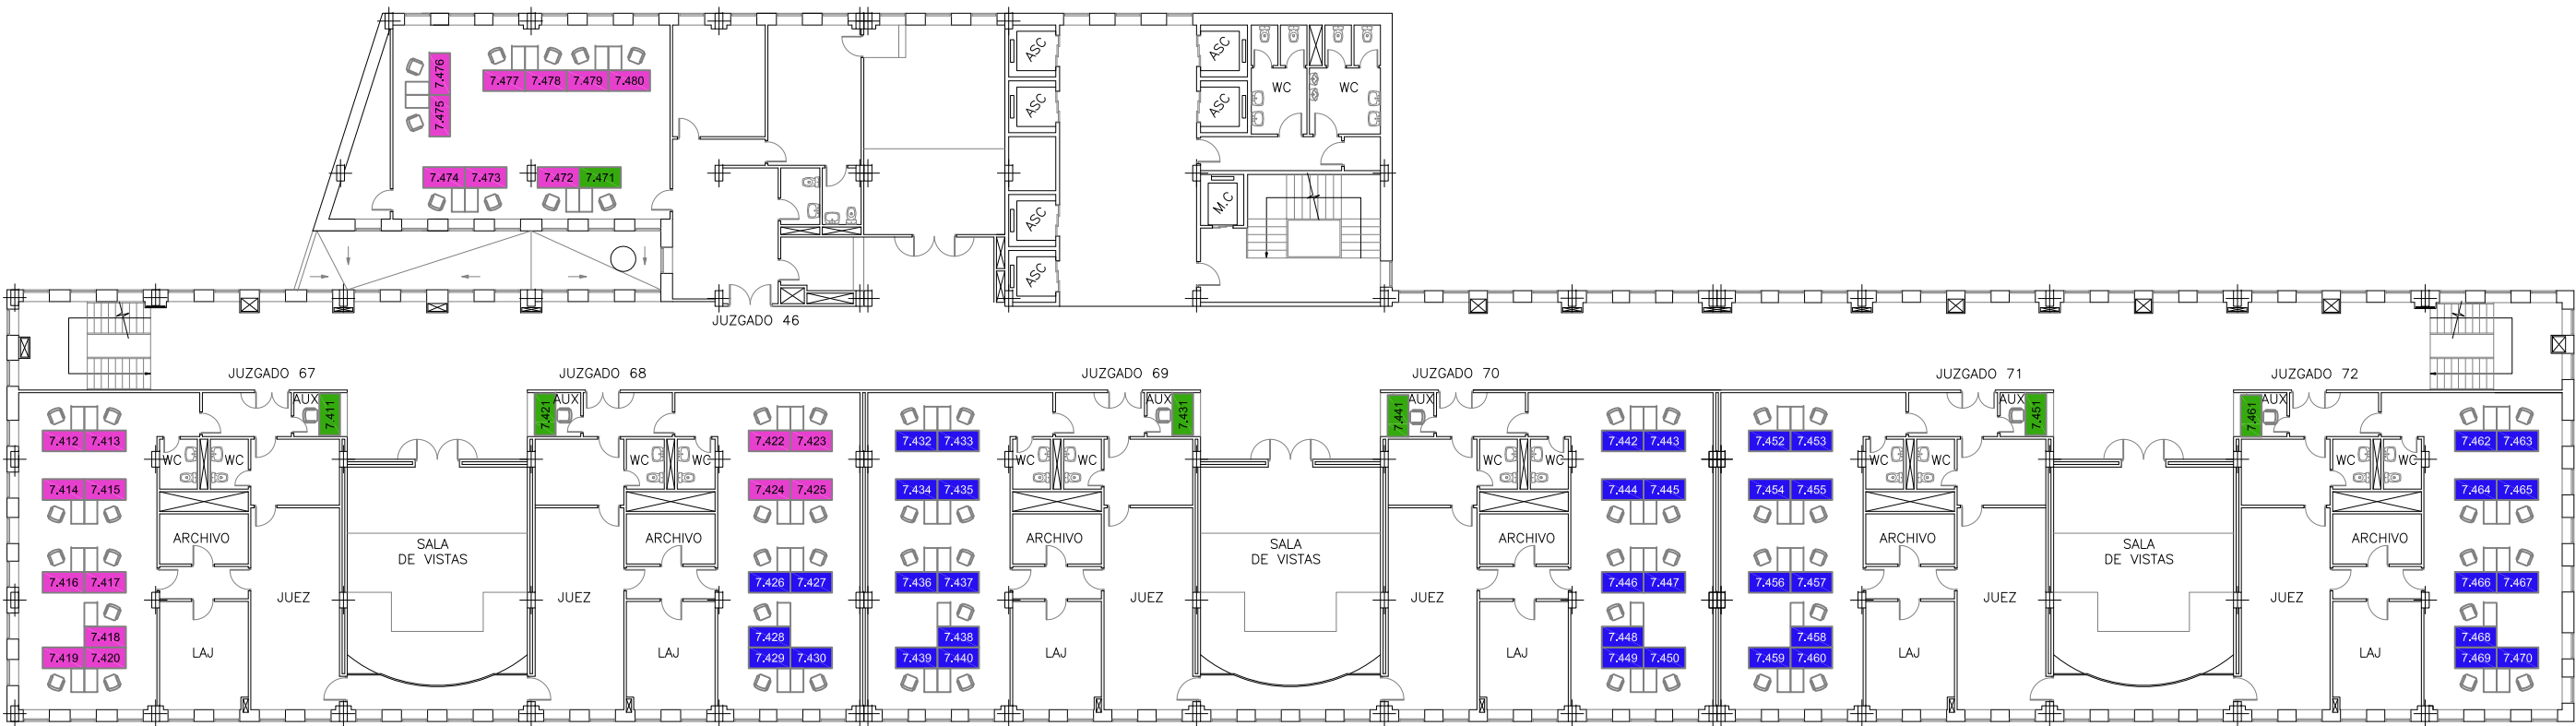 7.476
7.475
7.477 7.478 7.479 7.480
7.474 7.473
7.472 7.471
ASC
ASC
ASC
ASC
ASC
ASC
WC
WC
M.C
JUZGADO 46
JUZGADO 67
JUZGADO 68
JUZGADO 69
JUZGADO 70
JUZGADO 71
JUZGADO 72
AUX
7.411
7.412 7.413
7.414 7.415
7.416 7.417
7.418
7.419 7.420
WC
WC
ARCHIVO
LAJ
JUEZ
SALA
DE VISTAS
7.421
AUX
WC
WC
ARCHIVO
JUEZ
LAJ
7.422 7.423
7.424 7.425
7.426 7.427
7.428
7.429 7.430
AUX
7.431
7.432 7.433
7.434 7.435
7.436 7.437
7.438
7.439 7.440
WC
WC
ARCHIVO
LAJ
JUEZ
SALA
DE VISTAS
7.441
AUX
WC
WC
ARCHIVO
JUEZ
LAJ
7.442 7.443
7.444 7.445
7.446 7.447
7.448
7.449 7.450
AUX
7.451
7.452 7.453
7.454 7.455
7.456 7.457
7.458
7.459 7.460
WC
WC
ARCHIVO
LAJ
JUEZ
SALA
DE VISTAS
7.461
AUX
WC
WC
ARCHIVO
JUEZ
LAJ
7.462 7.463
7.464 7.465
7.466 7.467
7.468
7.469 7.470